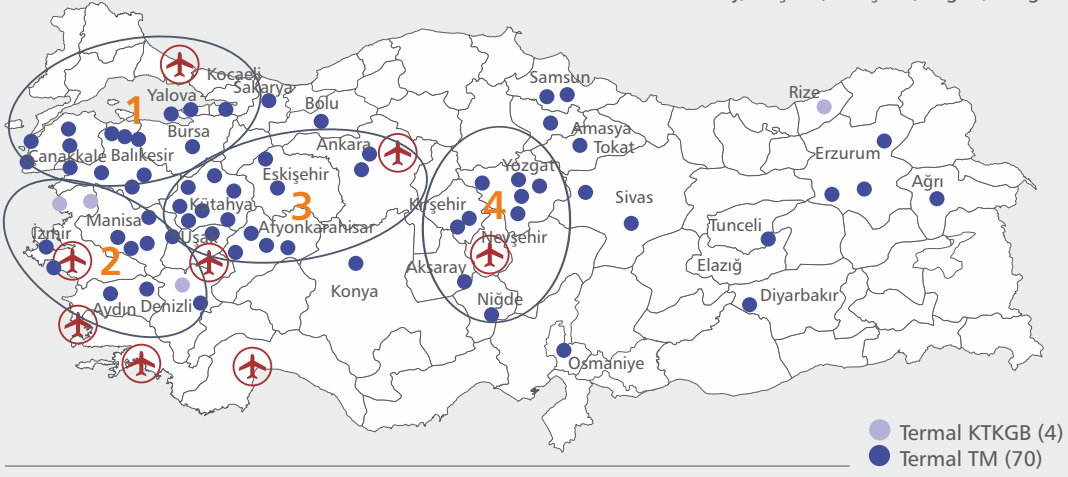 Samsun
Kocaeli
Sakarya
Rize
Yalova
1
Bolu
Bursa
Amasya
Tokat
Ankara
Çanakkale
Balıkesir
Erzurum
Yozgat
Eskişehir
Ağrı
Sivas
Kütahya
3
Kırşehir
4
Manisa
İzmir
Uşak
Afyonkarahisar
Tunceli
Nevşehir
2
Aksaray
Elazığ
Konya
Diyarbakır
Niğde
Aydın
Denizli
Osmaniye
Termal KTKGB (4)
Termal TM (70)